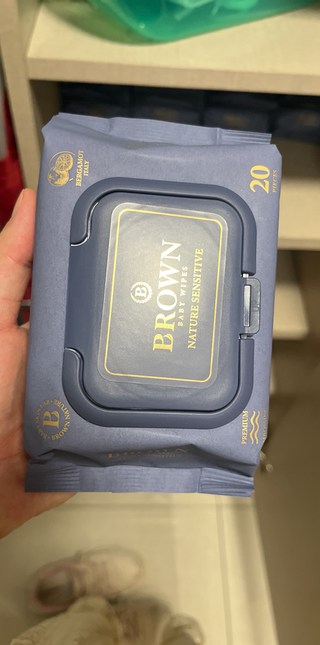 BERGAMOT
ITALY
20
PIECES
B
BROWN
BABY WIPES
NATURE SENSITIVE
B
PREMIUM